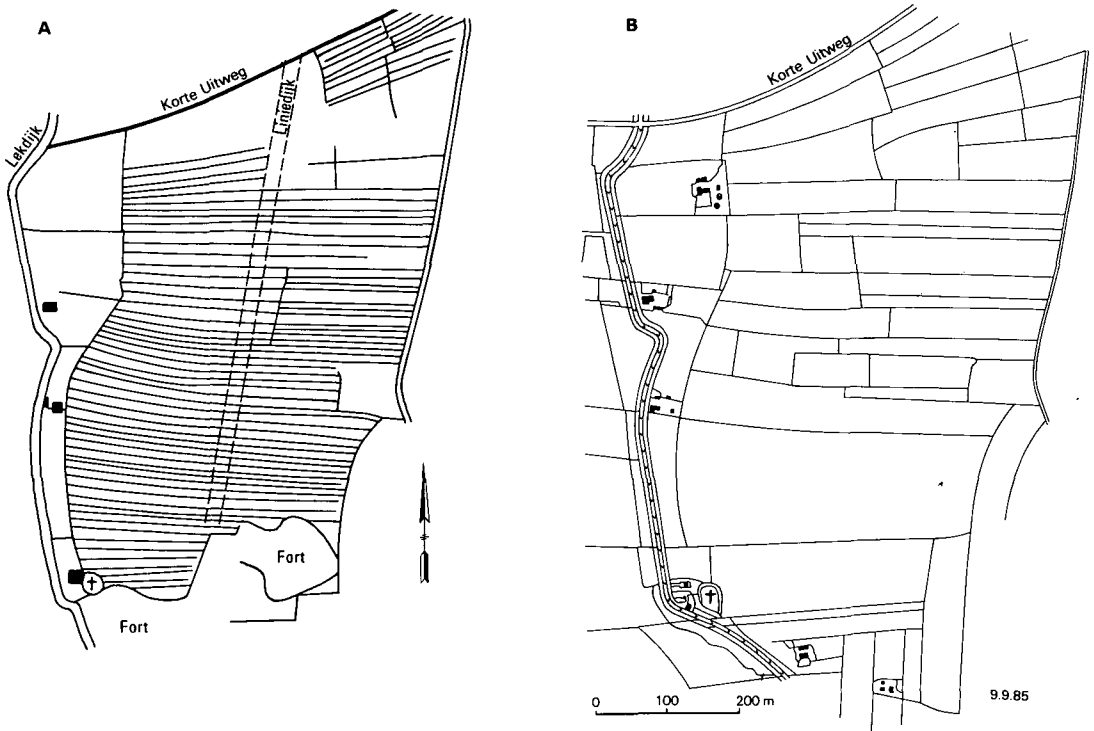 A
Korte Uitweg
Liniedijk
Lekdijk
Fort
Fort
B
Korte Uitweg
0 100 200 m
9.9.85